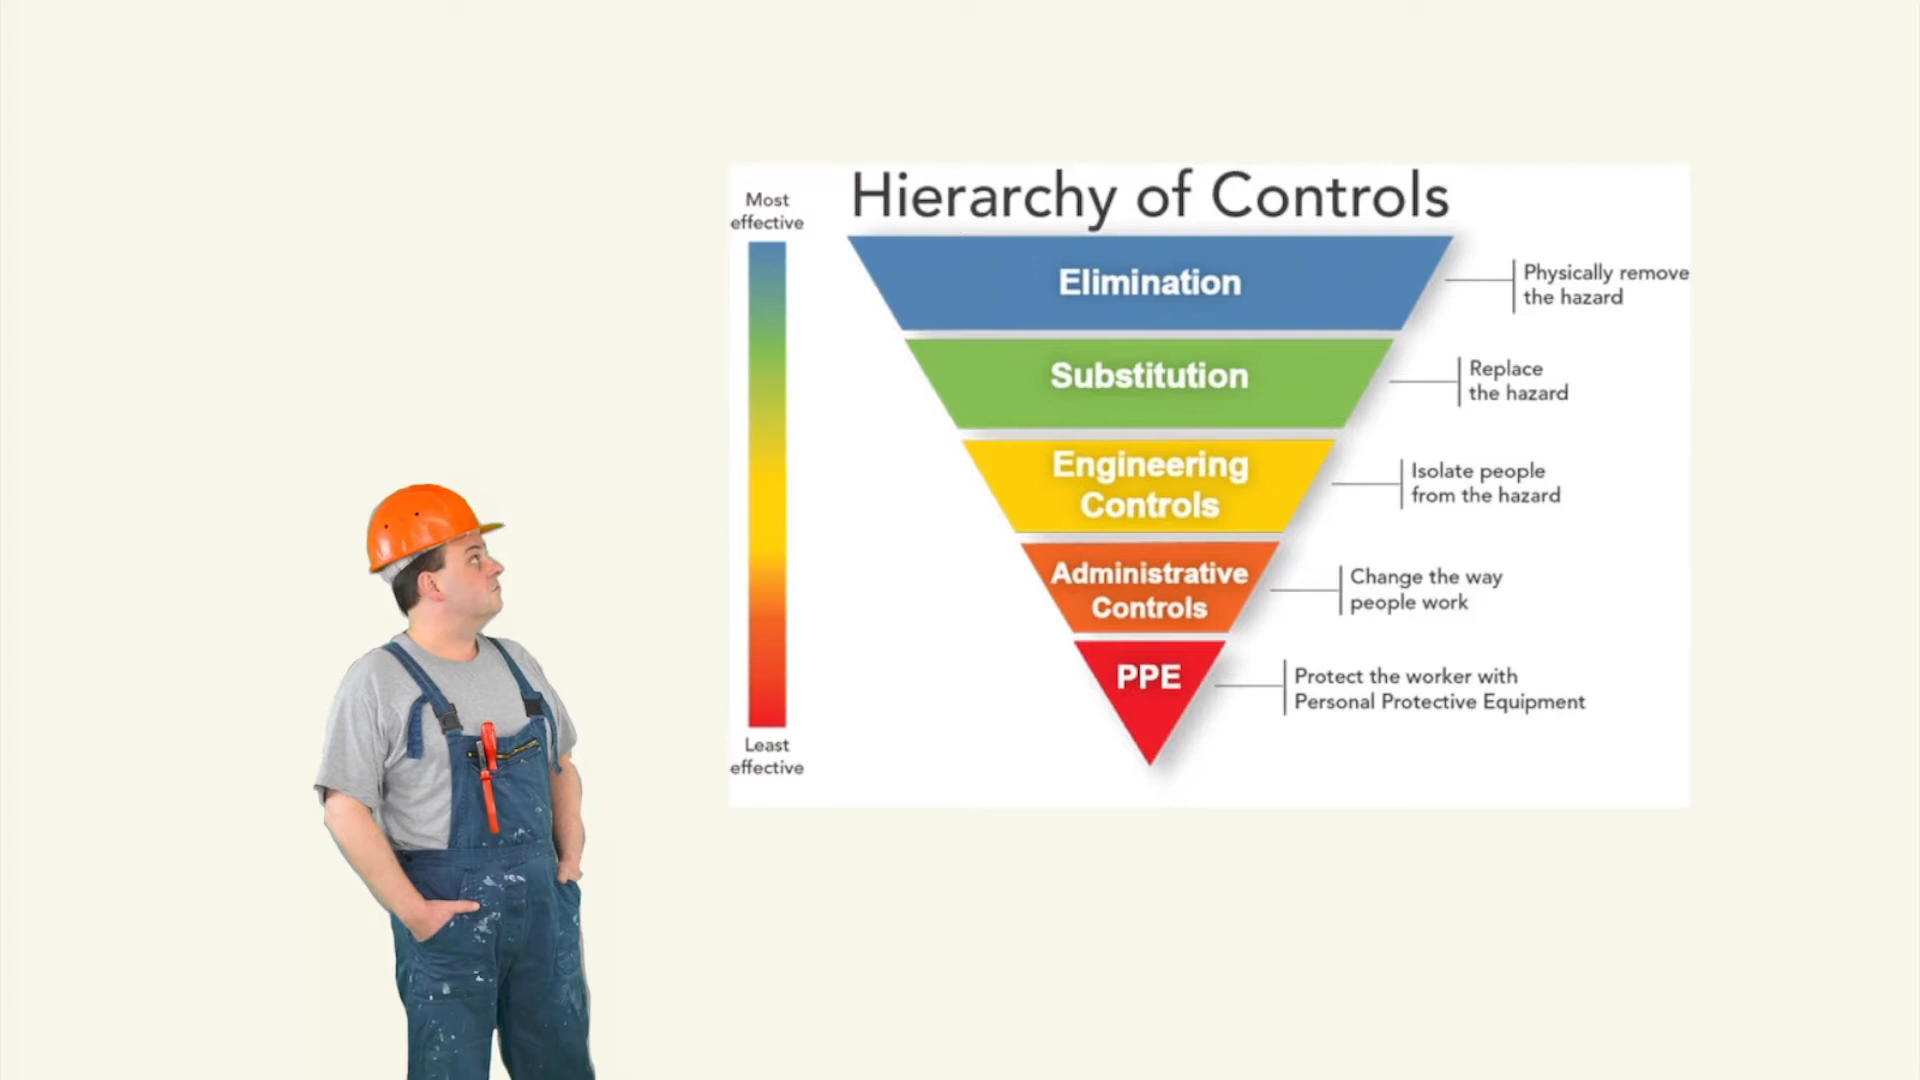 Hierarchy of Controls
Most
effective
Elimination
Physically remove
the hazard
Substitution
Replace
the hazard
Engineering
Controls
Isolate people
from the hazard
Administrative
Controls
Change the way
people work
PPE
Protect the worker with
Personal Protective Equipment
Least
effective